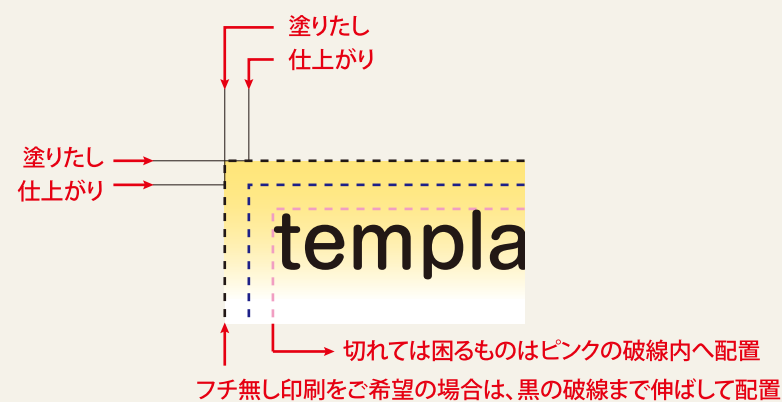 塗りたし
仕上がり
塗りたし
仕上がり
templa
切れては困るものはピンクの破線内へ配置
フチ無し印刷をご希望の場合は、黒の破線まで伸ばして配置